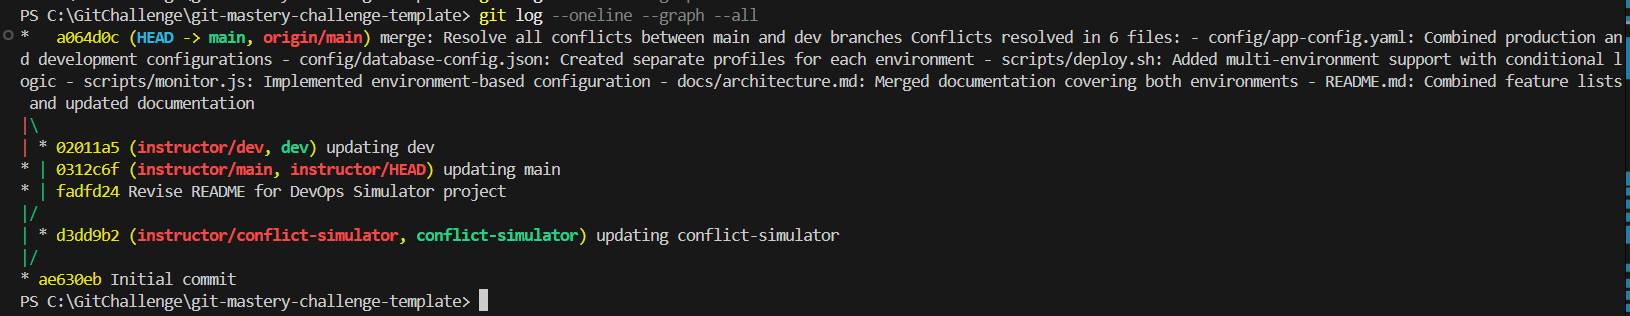 PS C:\GitChallenge\git-mastery-challenge-template> git log --oneline --graph --all
*   a064d0c (HEAD -> main, origin/main) merge: Resolve all conflicts between main and dev branches Conflicts resolved in 6 files: - config/app-config.yaml: Combined production an
d development configurations - config/database-config.json: Created separate profiles for each environment - scripts/deploy.sh: Added multi-environment support with conditional l
ogic - scripts/monitor.js: Implemented environment-based configuration - docs/architecture.md: Merged documentation covering both environments - README.md: Combined feature lists
 and updated documentation
|\
| * 02011a5 (instructor/dev, dev) updating dev
* | 0312c6f (instructor/main, instructor/HEAD) updating main
* | fadfd24 Revise README for DevOps Simulator project
|/
| * d3dd9b2 (instructor/conflict-simulator, conflict-simulator) updating conflict-simulator
|/
* ae630eb Initial commit
PS C:\GitChallenge\git-mastery-challenge-template>